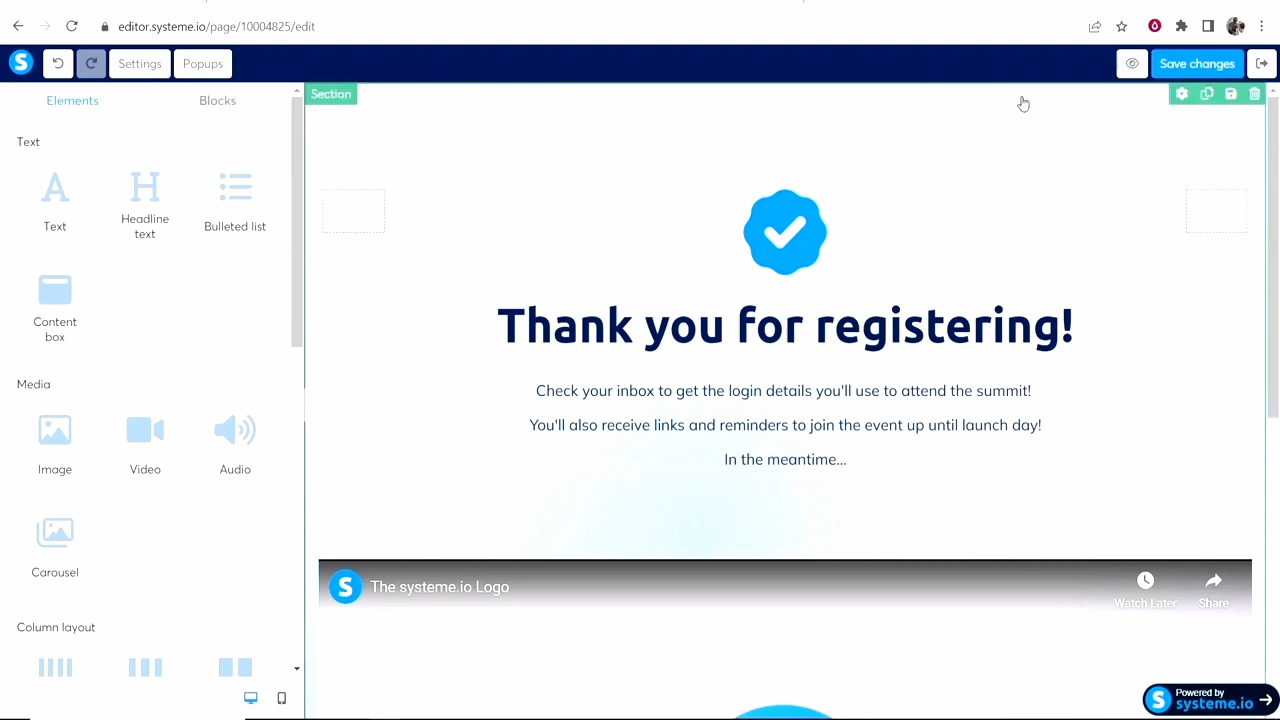 editor.systeme.io/page/10004825/edit
S
Settings
Popups
Save changes
Elements
Blocks
Section
Text
A
H
Text
Headline
text
Bulleted list
Content
box
Media
Image
Video
Audio
Carousel
Column layout
Thank you for registering!
Check your inbox to get the login details you'll use to attend the summit!
You'll also receive links and reminders to join the event up until launch day!
In the meantime...
S
The systeme.io Logo
Watch Later
Share
S
Powered by
systeme.io